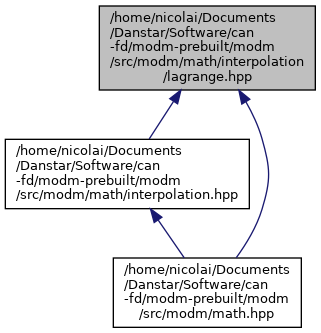 /home/nicolai/Documents
/Danstar/Software/can
-fd/modm-prebuilt/modm
/src/modm/math/interpolation
/lagrange.hpp
/home/nicolai/Documents
/Danstar/Software/can
-fd/modm-prebuilt/modm
/src/modm/math/interpolation.hpp
/home/nicolai/Documents
/Danstar/Software/can
-fd/modm-prebuilt/modm
/src/modm/math.hpp